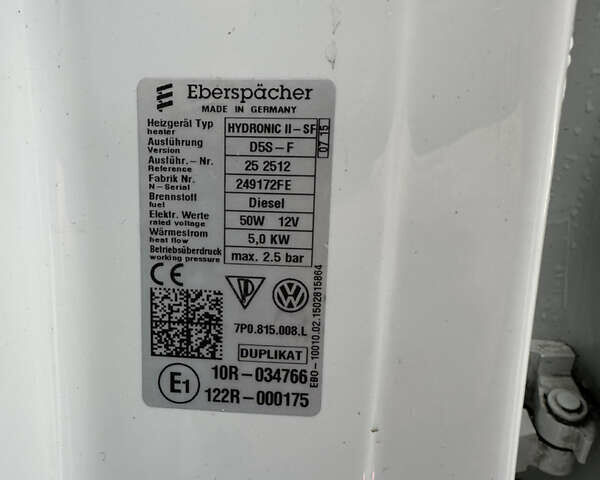 Eberspächer
MADE IN GERMANY
Heizgerät Typ
heater
HYDRONIC II-SF
07 15
Ausführung
Version
D5S-F
Ausführ.-Nr.
Reference
25 2512
Fabrik Nr.
N-Serial
249172FE
Brennstoff
fuel
Diesel
Elektr. Werte
rated voltage
50W 12V
Wärmestrom
heat flow
5,0 KW
Betriebsüberdruck
working pressure
max. 2.5 bar
CE
7P0.815.008.L
DUPLIKAT
E1
10R-034766
122R-000175
EBO-10010.02.1502815864